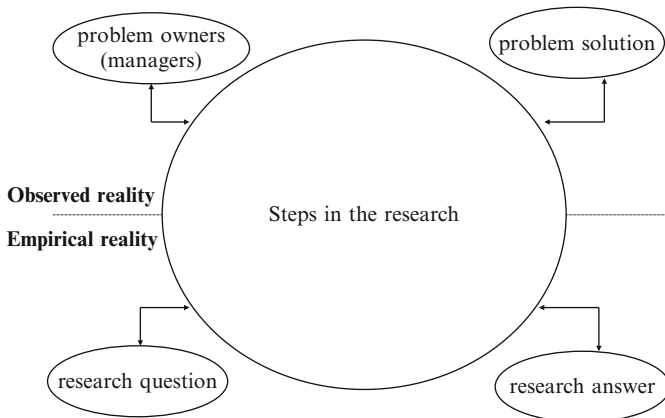 problem owners
(managers)
problem solution
Observed reality
Steps in the research
Empirical reality
research question
research answer